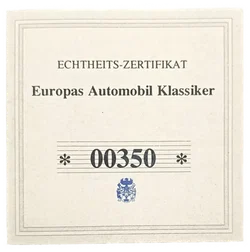 ECHTHEITS-ZERTIFIKAT
Europas Automobil Klassiker
* 00350 *